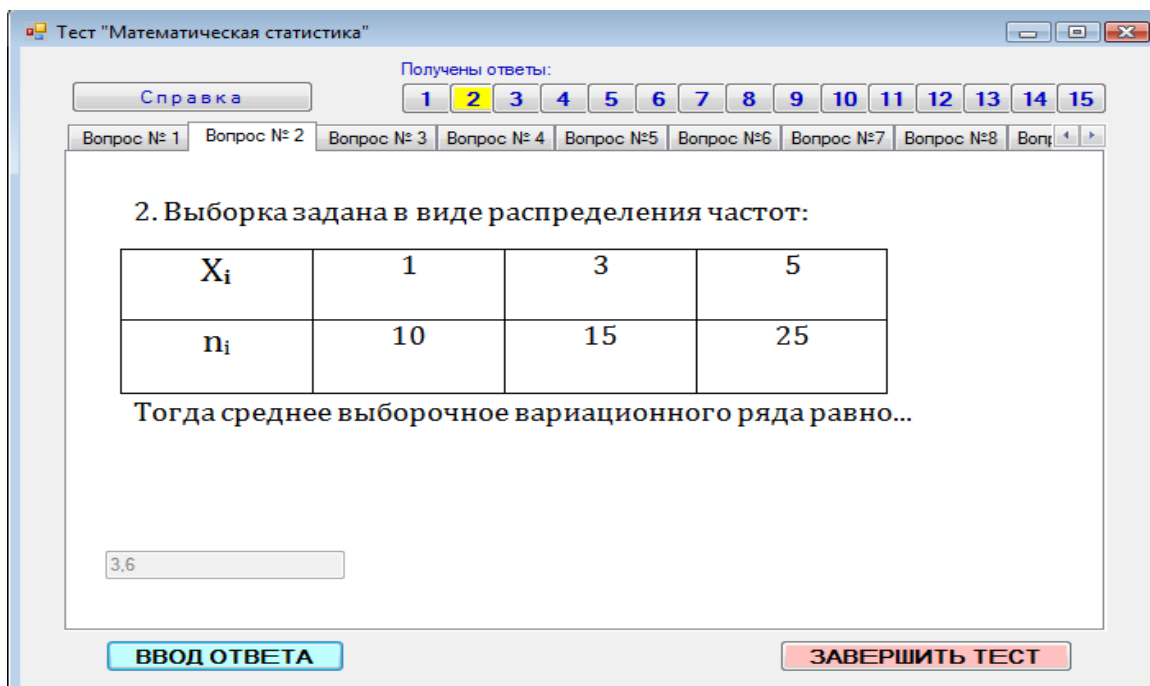 Тест "Математическая статистика"
Получены ответы:
Справка
1 2 3 4 5 6 7 8 9 10 11 12 13 14 15
Вопрос № 1 Вопрос № 2 Вопрос № 3 Вопрос № 4 Вопрос №5 Вопрос №6 Вопрос №7 Вопрос №8
2. Выборка задана в виде распределения частот:
Xi 1 3 5
ni 10 15 25
Тогда среднее выборочное вариационного ряда равно...
3,6
ВВОД ОТВЕТА ЗАВЕРШИТЬ ТЕСТ